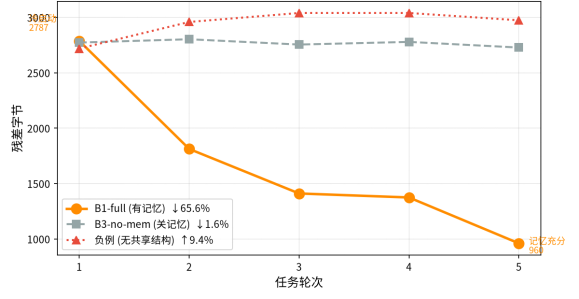 3000
2787
2500
2000
1500
1000
残差字节
B1-full (有记忆) ↓65.6%
B3-no-mem (关记忆) ↓1.6%
负例 (无共享结构) ↑9.4%
记忆充分
960
1 2 3 4 5
任务轮次